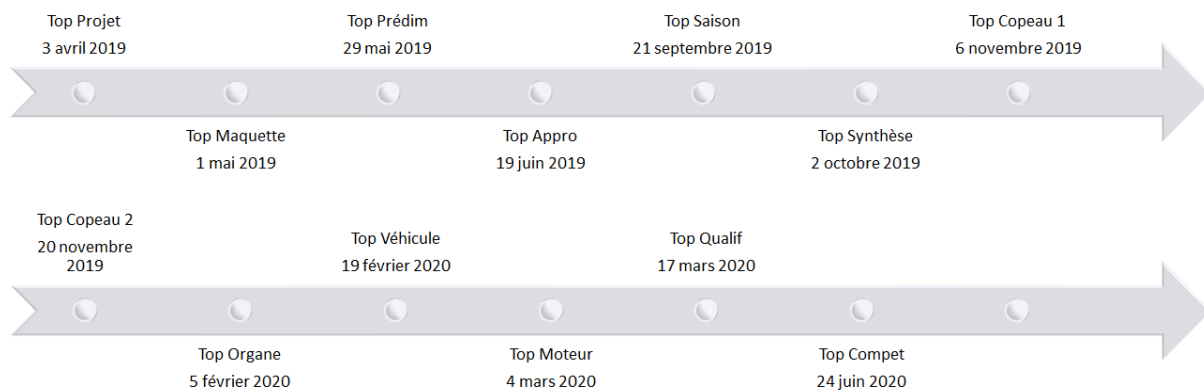 Top Projet
3 avril 2019
Top Prédim
29 mai 2019
Top Saison
21 septembre 2019
Top Copeau 1
6 novembre 2019
Top Maquette
1 mai 2019
Top Appro
19 juin 2019
Top Synthèse
2 octobre 2019
Top Copeau 2
20 novembre
2019
Top Véhicule
19 février 2020
Top Qualif
17 mars 2020
Top Organe
5 février 2020
Top Moteur
4 mars 2020
Top Compet
24 juin 2020